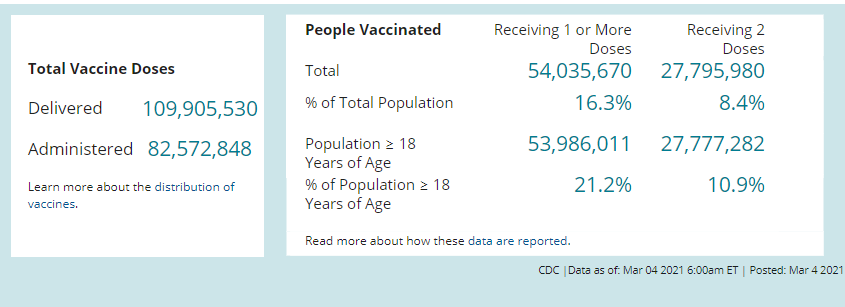 Total Vaccine Doses
Delivered 109,905,530
Administered 82,572,848
Learn more about the distribution of
vaccines.
People Vaccinated Receiving 1 or More Receiving 2
Doses Doses
Total 54,035,670 27,795,980
% of Total Population 16.3% 8.4%
Population ≥ 18 53,986,011 27,777,282
Years of Age
% of Population ≥ 18 21.2% 10.9%
Years of Age
Read more about how these data are reported.
CDC | Data as of: Mar 04 2021 6:00am ET | Posted: Mar 4 2021